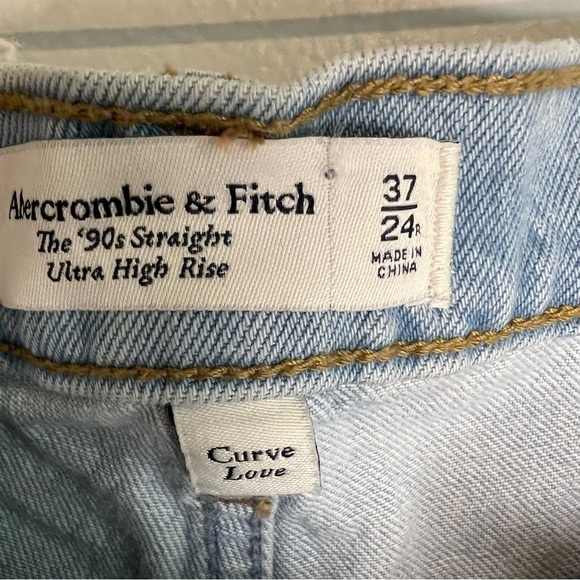 Abercrombie & Fitch
The '90s Straight
Ultra High Rise
37
24R
MADE IN
CHINA
Curve
Love